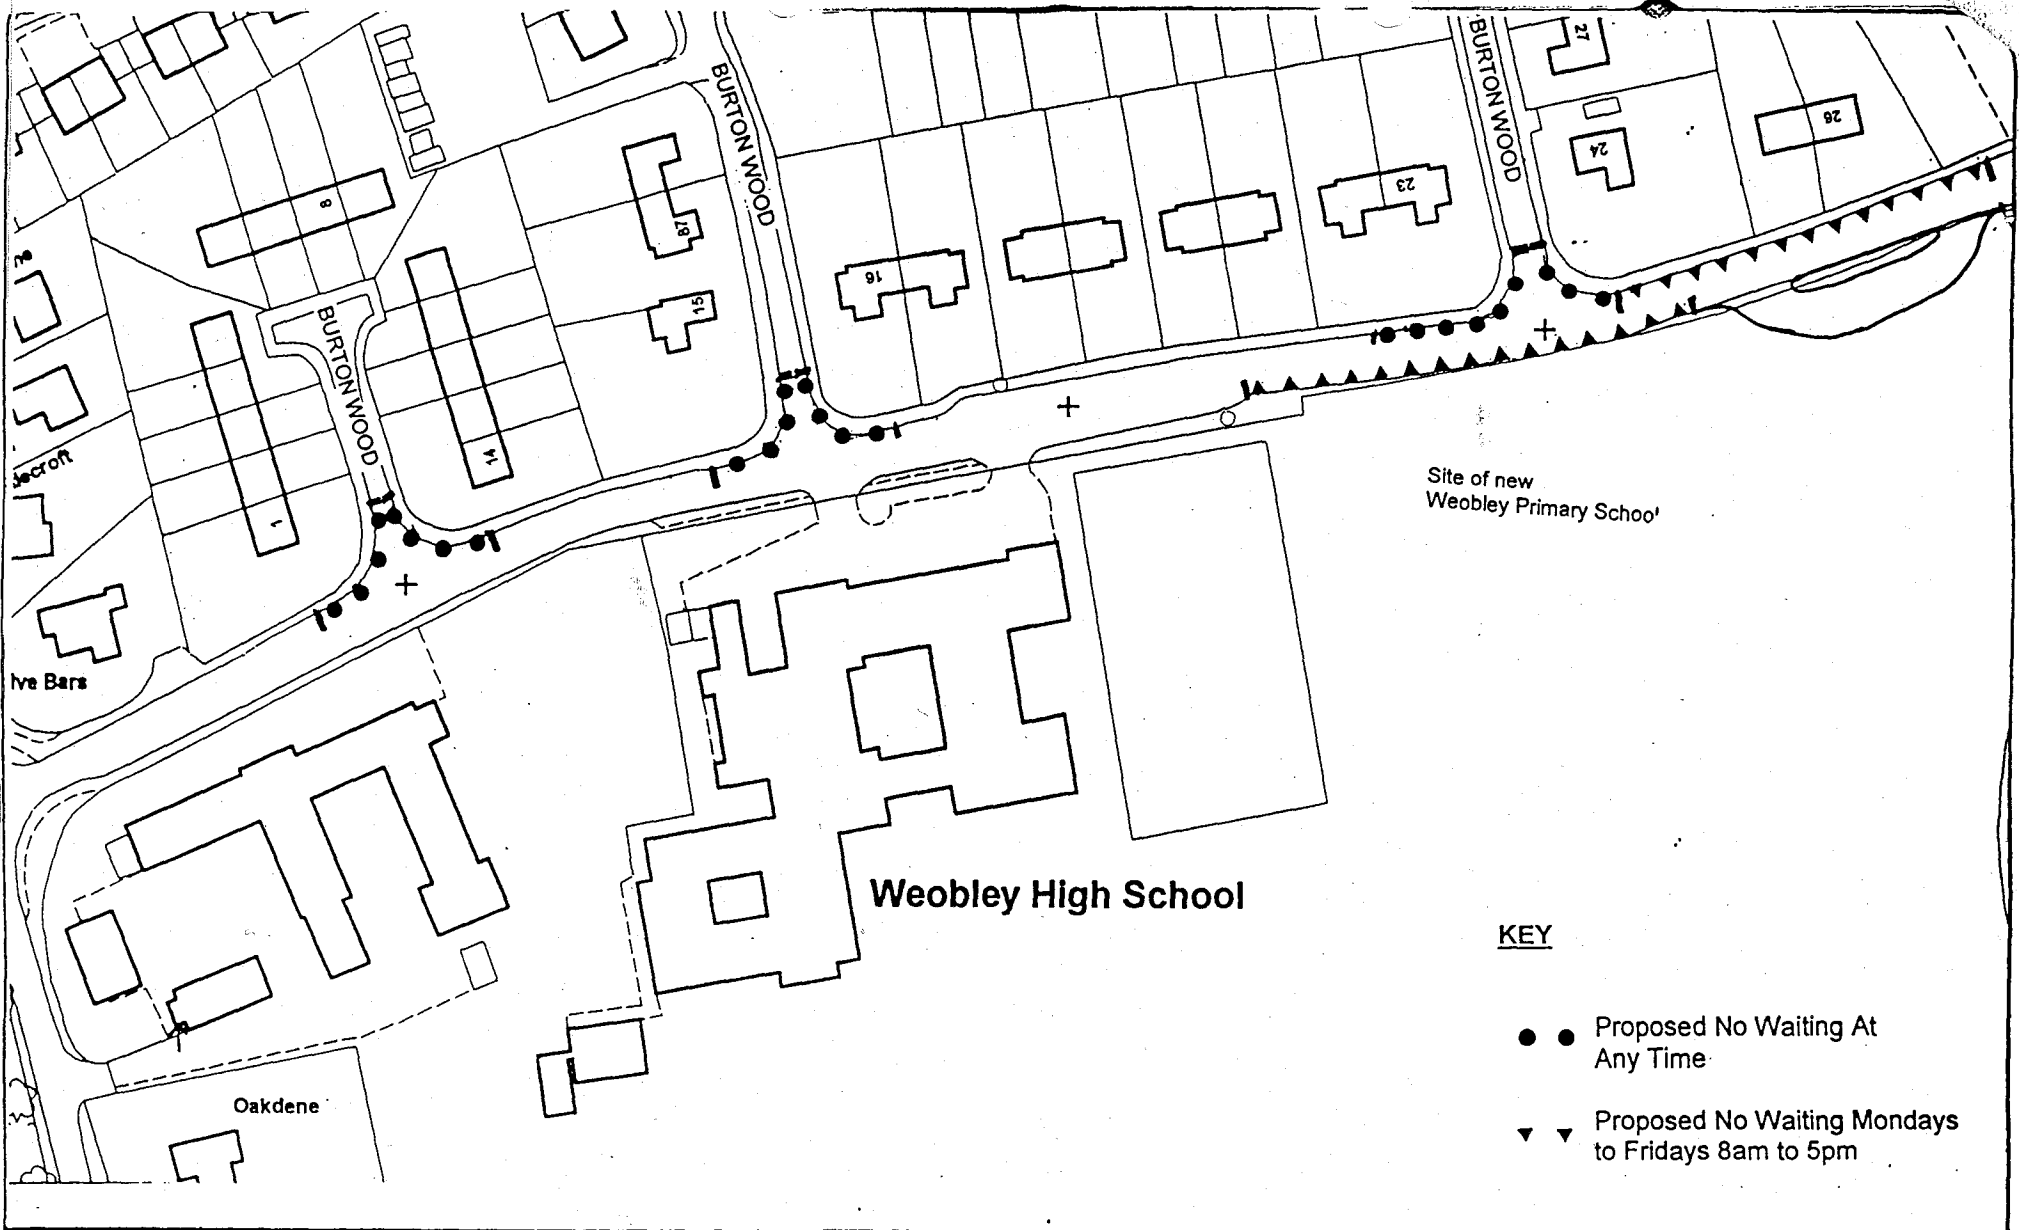 BURTON WOOD
BURTON WOOD
27
26
24
8
87
23
16
15
BURTON WOOD
14
1
Site of new
Weobley Primary Schoo'
lve Bars
Weobley High School
KEY
Proposed No Waiting At
Any Time
Proposed No Waiting Mondays
to Fridays 8am to 5pm
Oakdene